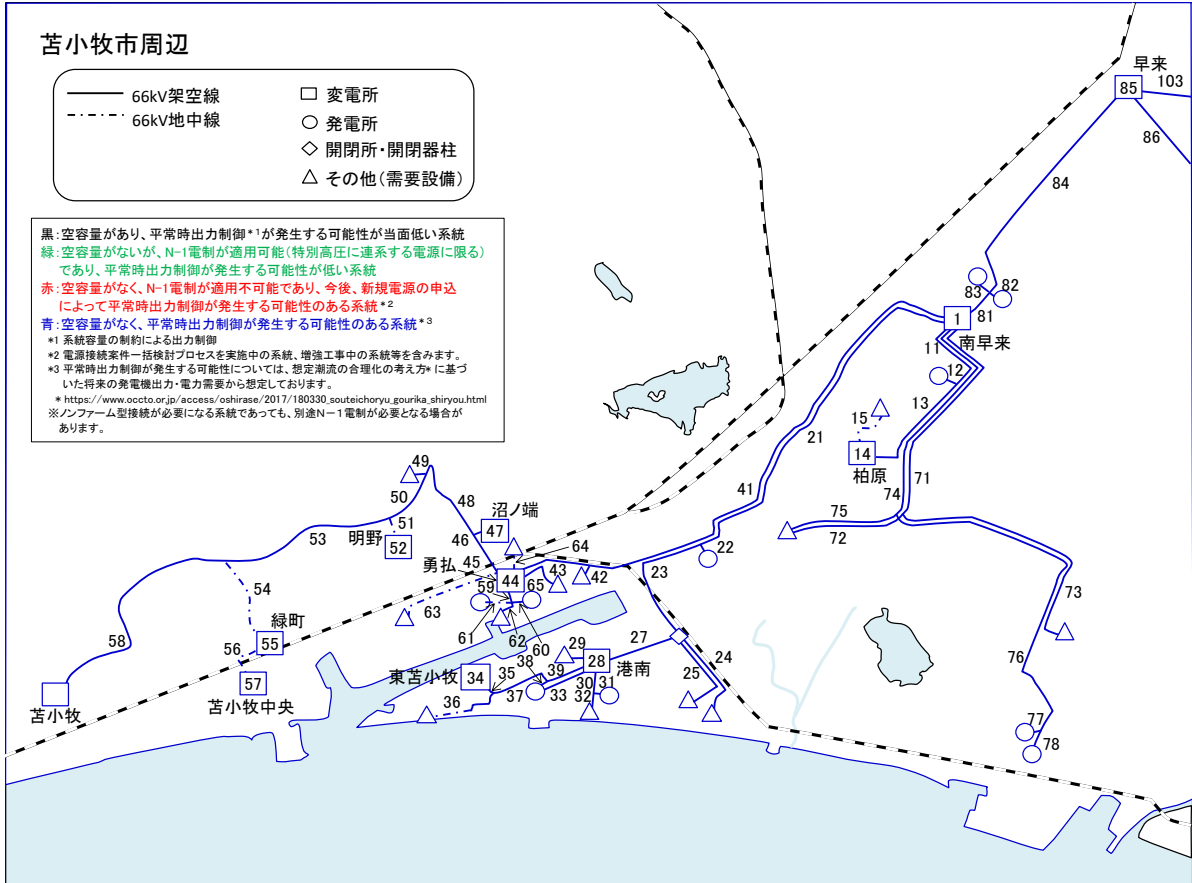 苫小牧市周辺
66kV架空線
66kV地中線
変電所
発電所
開閉所・開閉器柱
その他(需要設備)
黒:空容量があり、平常時出力制御*1が発生する可能性が当面低い系統
緑:空容量がないが、N-1電制が適用可能(特別高圧に連系する電源に限る)
であり、平常時出力制御が発生する可能性が低い系統
赤:空容量がなく、N-1電制が適用不可能であり、今後、新規電源の申込
によって平常時出力制御が発生する可能性のある系統*2
青:空容量がなく、平常時出力制御が発生する可能性のある系統*3
*1 系統容量の制約による出力制御
*2 電源接続案件一括検討プロセスを実施中の系統、増強工事中の系統等を含みます。
*3 平常時出力制御が発生する可能性については、想定潮流の合理化の考え方* に基づ
いた将来の発電機出力・電力需要から想定しております。
* https://www.occto.or.jp/access/oshirase/2017/180330_souteichoryu_gourika_shiryou.html
※ノンファーム型接続が必要になる系統であっても、別途N-1電制が必要となる場合が
あります。
早来
85
103
86
84
83
82
81
1
南早来
11
12
13
15
14
柏原
21
41
71
74
75
72
22
73
76
77
78
49
50
48
51
明野
52
53
沼ノ端
47
46
64
45
勇払
44
43
42
23
59
65
63
61
62
60
54
緑町
55
56
57
苫小牧中央
58
苫小牧
27
29
28
港南
38
39
東苫小牧
34
35
37
33
30
31
32
36
25
24